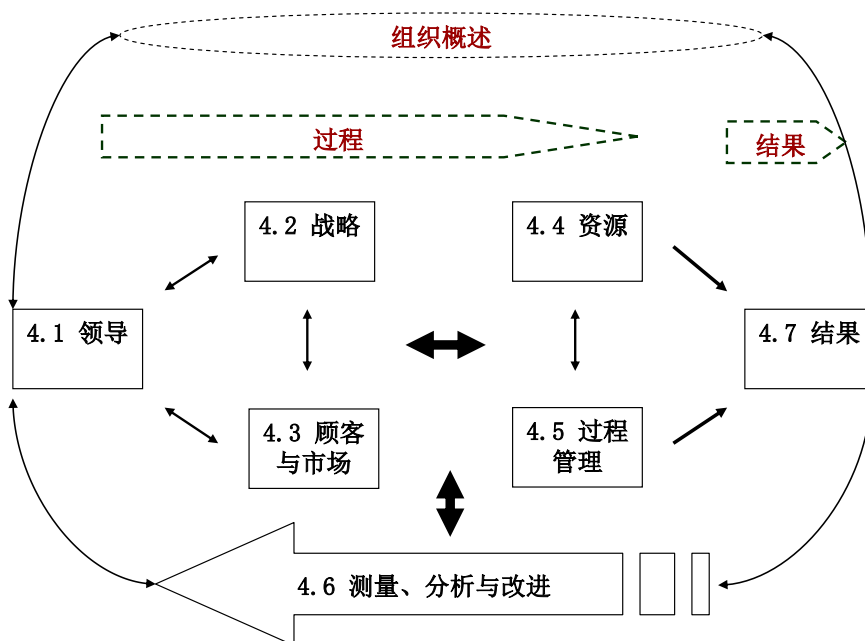 组织概述
过程
结果
4.2 战略
4.4 资源
4.1 领导
4.7 结果
4.3 顾客
与市场
4.5 过程
管理
4.6 测量、分析与改进